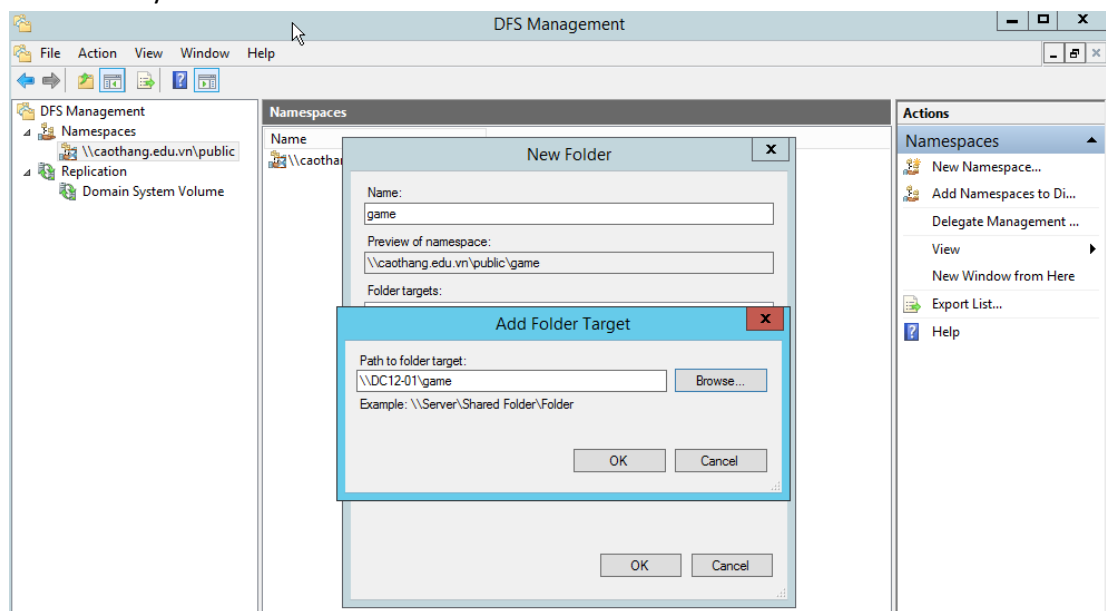 DFS Management
File Action View Window Help
DFS Management
Namespaces
\\caothang.edu.vn\public
Replication
Domain System Volume
Namespaces
Name
\\caothai
New Folder
Name:
game
Preview of namespace:
\\caothang.edu.vn\public\game
Folder targets:
Add Folder Target
Path to folder target:
\\DC12-01\game
Browse...
Example: \\Server\Shared Folder\Folder
OK Cancel
OK Cancel
Actions
Namespaces
New Namespace...
Add Namespaces to Di...
Delegate Management ...
View
New Window from Here
Export List...
Help